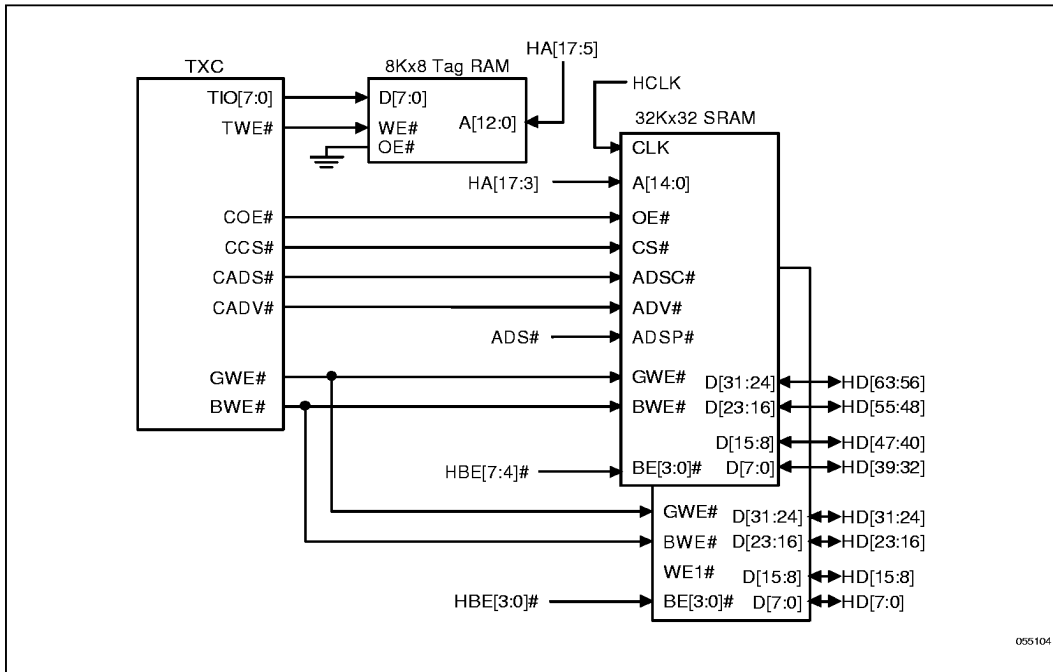 HA[17:5]
TXC
8Kx8 Tag RAM
HCLK
TIO[7:0]
D[7:0]
TWE#
WE#
A[12:0]
OE#
32Kx32 SRAM
CLK
HA[17:3]
A[14:0]
COE#
OE#
CCS#
CS#
CADS#
ADSC#
CADV#
ADV#
ADS#
ADSP#
GWE#
GWE#
D[31:24]
HD[63:56]
BWE#
BWE#
D[23:16]
HD[55:48]
D[15:8]
HD[47:40]
HBE[7:4]#
BE[3:0]#
D[7:0]
HD[39:32]
GWE#
D[31:24]
HD[31:24]
BWE#
D[23:16]
HD[23:16]
WE1#
D[15:8]
HD[15:8]
HBE[3:0]#
BE[3:0]#
D[7:0]
HD[7:0]
055104